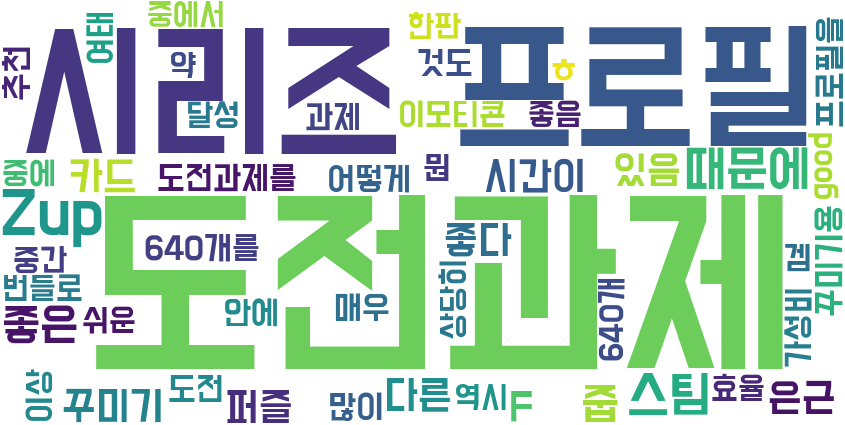 중에서
한판
여태
추천
시리즈
프로필
약
것도
ㅎ
프로필을
달성
과제
이모티콘
좋음
중에
카드
도전과제를
어떻게
뭔
시간이
있음
때문에
good
Zup
도전과제
640개를
좋다
중간
번들로
상당히
640개
겜
가성비
꾸미기용
좋은
쉬운
안에
매우
이상
꾸미기
도전
퍼즐
많이
다른
역시
F
줍
스팀
효율
은근